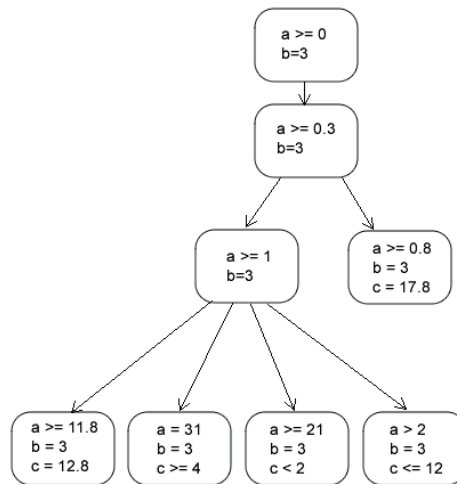 a >= 0
b=3
a >= 0.3
b=3
a >= 1
b=3
a >= 0.8
b = 3
c = 17.8
a >= 11.8
b = 3
c = 12.8
a = 31
b = 3
c >= 4
a >= 21
b = 3
c < 2
a > 2
b = 3
c <= 12